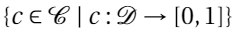 {c ∈ 𝒞 | c : 𝒟 → [0, 1]}